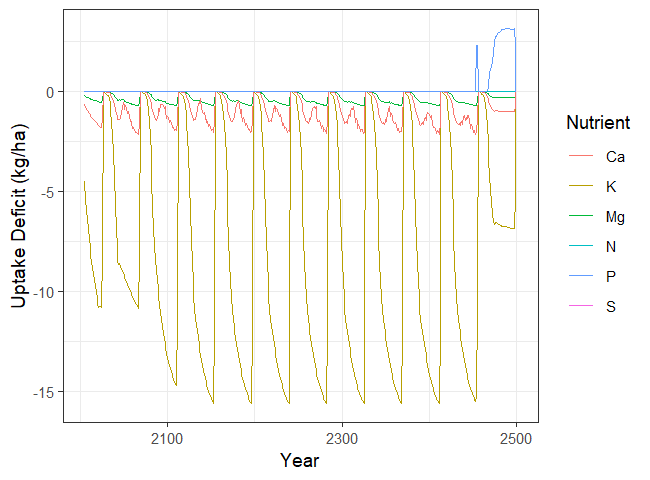 Uptake Deficit (kg/ha)
0
-5
-10
-15
2100
2300
2500
Year
Nutrient
Ca
K
Mg
N
P
S